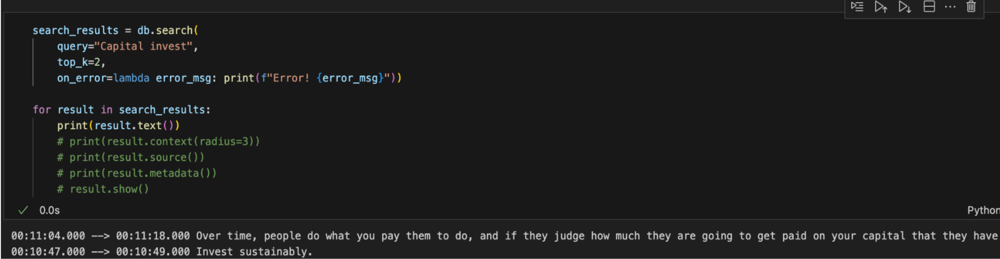 search_results = db.search(
    query="Capital invest",
    top_k=2,
    on_error=lambda error_msg: print(f"Error! {error_msg}"))
for result in search_results:
    print(result.text())
    # print(result.context(radius=3))
    # print(result.source())
    # print(result.metadata())
    # result.show()
0.0s
Python
00:11:04.000 --> 00:11:18.000 Over time, people do what you pay them to do, and if they judge how much they are going to get paid on your capital that they have
00:10:47.000 --> 00:10:49.000 Invest sustainably.